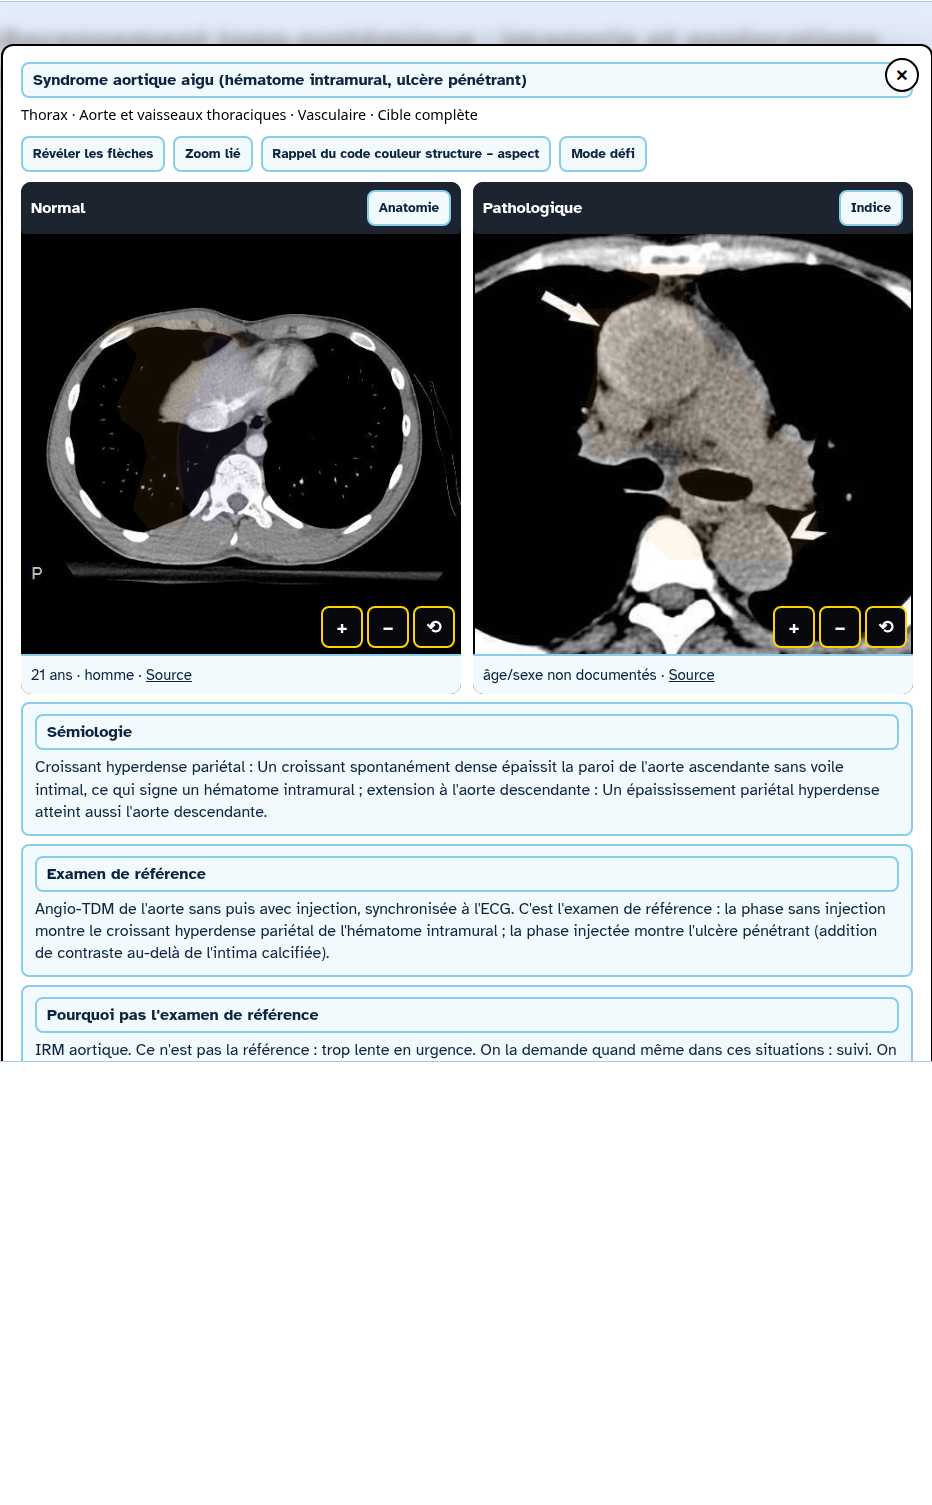 Syndrome aortique aigu (hématome intramural, ulcère pénétrant)
×
Thorax · Aorte et vaisseaux thoraciques · Vasculaire · Cible complète
Révéler les flèches
Zoom lié
Rappel du code couleur structure – aspect
Mode défi
Normal
Anatomie
Pathologique
Indice
P
+
−
⟲
+
−
⟲
21 ans · homme · Source
âge/sexe non documentés · Source
Sémiologie
Croissant hyperdense pariétal : Un croissant spontanément dense épaissit la paroi de l'aorte ascendante sans voile
intimal, ce qui signe un hématome intramural ; extension à l'aorte descendante : Un épaississement pariétal hyperdense
atteint aussi l'aorte descendante.
Examen de référence
Angio-TDM de l'aorte sans puis avec injection, synchronisée à l'ECG. C'est l'examen de référence : la phase sans injection
montre le croissant hyperdense pariétal de l'hématome intramural ; la phase injectée montre l'ulcère pénétrant (addition
de contraste au-delà de l'intima calcifiée).
Pourquoi pas l'examen de référence
IRM aortique. Ce n'est pas la référence : trop lente en urgence. On la demande quand même dans ces situations : suivi. On